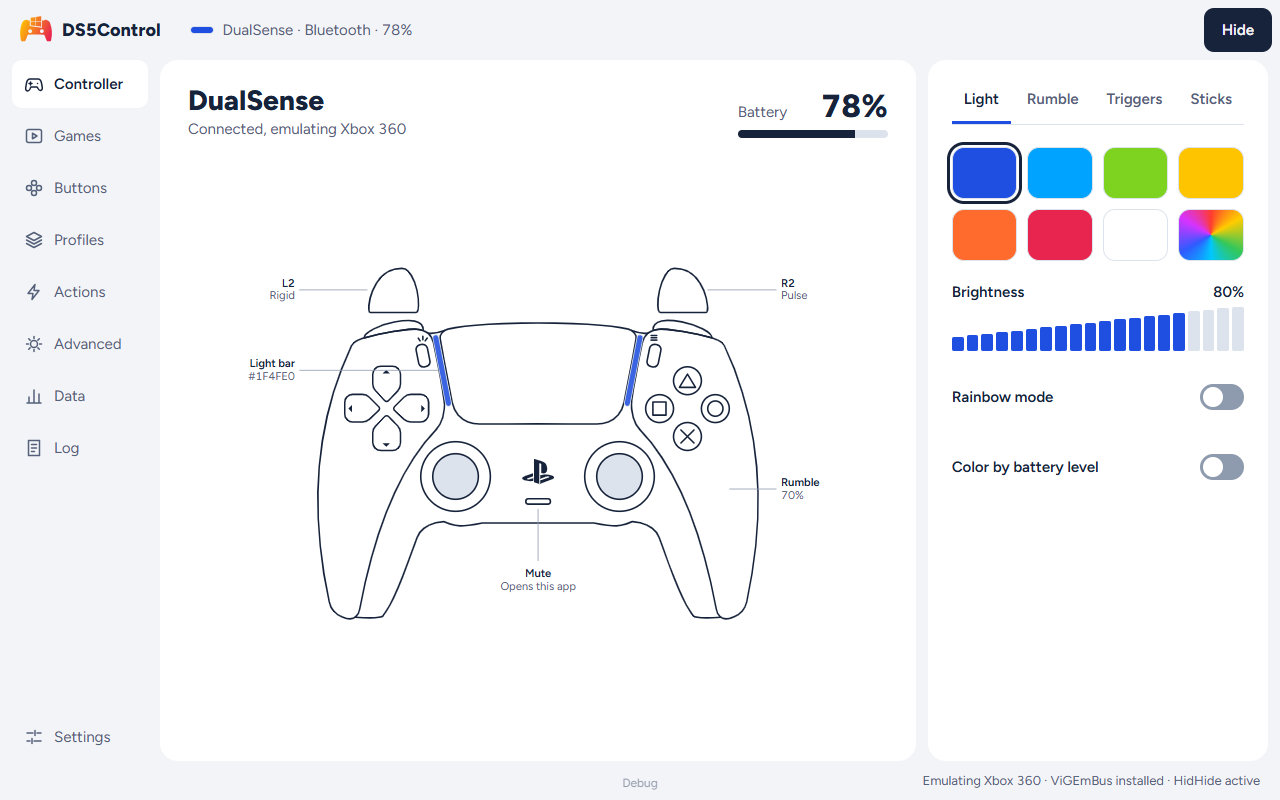 DS5Control
DualSense · Bluetooth · 78%
Hide
Controller
Games
Buttons
Profiles
Actions
Advanced
Data
Log
Settings
DualSense
Connected, emulating Xbox 360
Battery 78%
L2
Rigid
R2
Pulse
Light bar
#1F4FE0
Rumble
70%
Mute
Opens this app
Light Rumble Triggers Sticks
Brightness 80%
Rainbow mode
Color by battery level
Debug
Emulating Xbox 360 · ViGEmBus installed · HidHide active